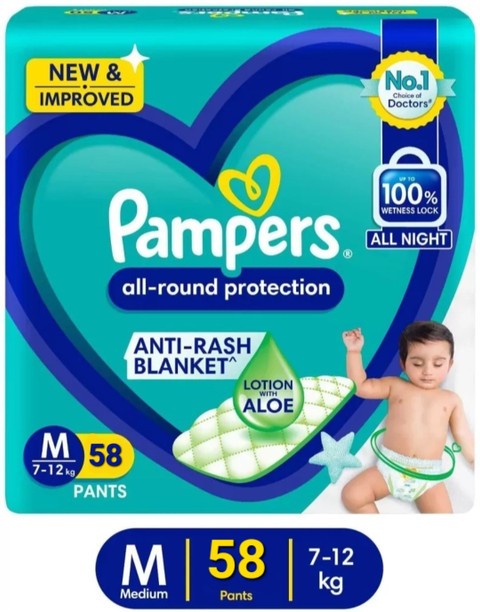 NEW &
IMPROVED
No.1
Choice of
Doctors#
UP TO
100%
WETNESS LOCK
ALL NIGHT
Pampers®
all-round protection
ANTI-RASH
BLANKET^
LOTION
WITH
ALOE
M 58
7-12 kg
PANTS
M 58 7-12
Medium Pants kg